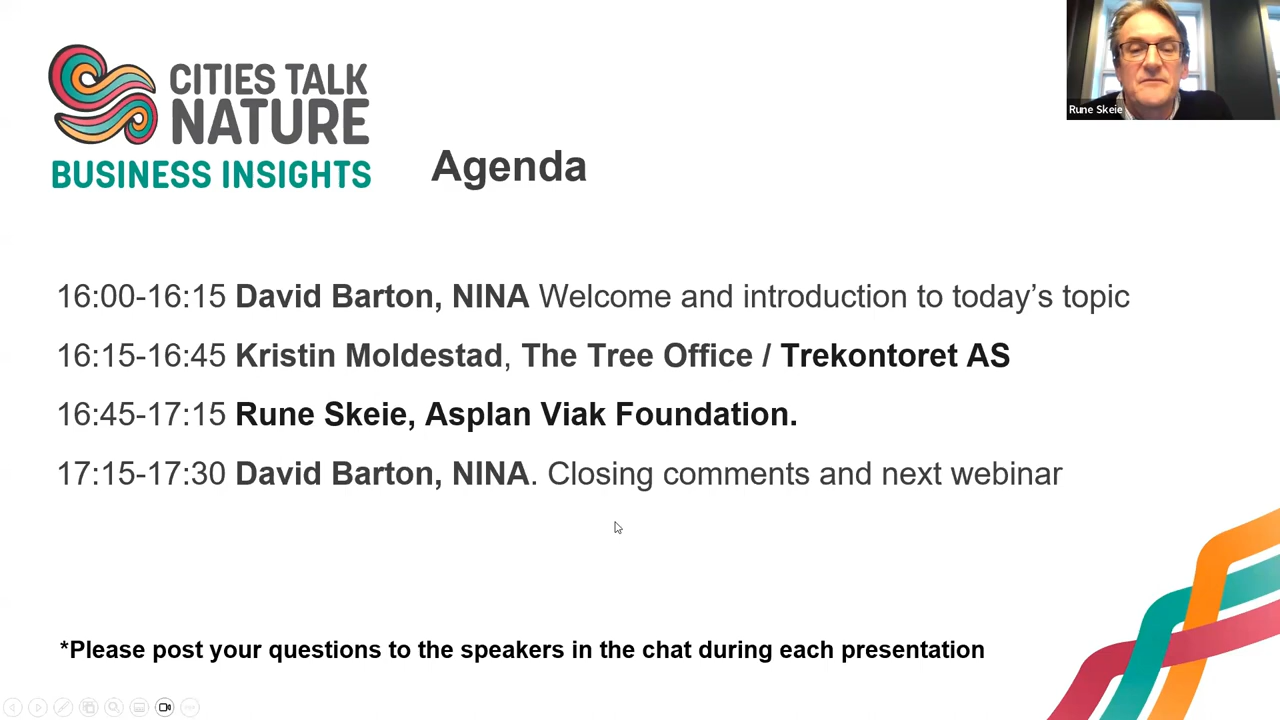 CITIES TALK
NATURE
BUSINESS INSIGHTS
Agenda
Rune Skeie
16:00-16:15 David Barton, NINA Welcome and introduction to today's topic
16:15-16:45 Kristin Moldestad, The Tree Office / Trekontoret AS
16:45-17:15 Rune Skeie, Asplan Viak Foundation.
17:15-17:30 David Barton, NINA. Closing comments and next webinar
*Please post your questions to the speakers in the chat during each presentation